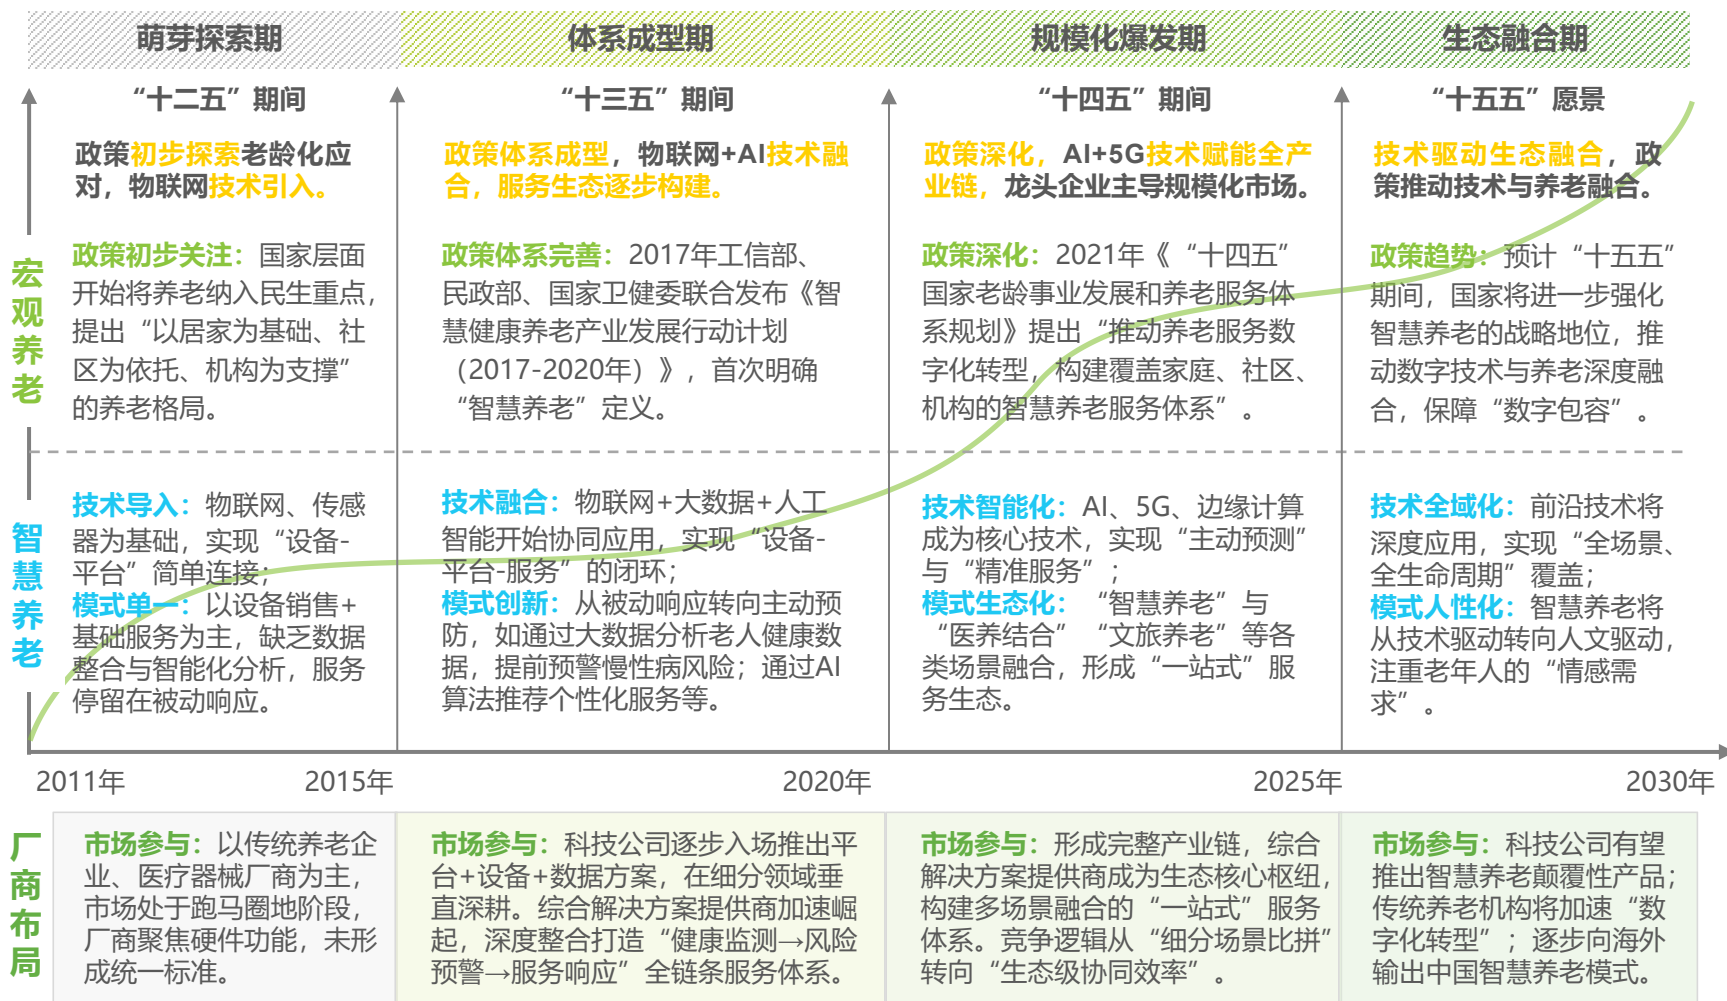 萌芽探索期
体系成型期
规模化爆发期
生态融合期
“十二五”期间
“十三五”期间
“十四五”期间
“十五五”愿景
政策初步探索老龄化应
对，物联网技术引入。
政策体系成型，物联网+AI技术融
合，服务生态逐步构建。
政策深化，AI+5G技术赋能全产
业链，龙头企业主导规模化市场。
技术驱动生态融合，政
策推动技术与养老融合。
宏观养老
政策初步关注：国家层面
开始将养老纳入民生重点，
提出“以居家为基础、社
区为依托、机构为支撑”
的养老格局。
政策体系完善：2017年工信部、
民政部、国家卫健委联合发布《智
慧健康养老产业发展行动计划
（2017-2020年）》，首次明确
“智慧养老”定义。
政策深化：2021年《“十四五”
国家老龄事业发展和养老服务体
系规划》提出“推动养老服务数
字化转型，构建覆盖家庭、社区、
机构的智慧养老服务体系”。
政策趋势：预计“十五五”
期间，国家将进一步强化
智慧养老的战略地位，推
动数字技术与养老深度融
合，保障“数字包容”。
智慧养老
技术导入：物联网、传感
器为基础，实现“设备-
平台”简单连接；
模式单一：以设备销售+
基础服务为主，缺乏数据
整合与智能化分析，服务
停留在被动响应。
技术融合：物联网+大数据+人工
智能开始协同应用，实现“设备-
平台-服务”的闭环；
模式创新：从被动响应转向主动预
防，如通过大数据分析老人健康数
据，提前预警慢性病风险；通过AI
算法推荐个性化服务等。
技术智能化：AI、5G、边缘计算
成为核心技术，实现“主动预测”
与“精准服务”；
模式生态化：“智慧养老”与
“医养结合”“文旅养老”等各
类场景融合，形成“一站式”服
务生态。
技术全域化：前沿技术将
深度应用，实现“全场景、
全生命周期”覆盖；
模式人性化：智慧养老将
从技术驱动转向人文驱动，
注重老年人的“情感需
求”。
2011年
2015年
2020年
2025年
2030年
厂商布局
市场参与：以传统养老企
业、医疗器械厂商为主，
市场处于跑马圈地阶段，
厂商聚焦硬件功能，未形
成统一标准。
市场参与：科技公司逐步入场推出平
台+设备+数据方案，在细分领域垂
直深耕。综合解决方案提供商加速崛
起，深度整合打造“健康监测→风险
预警→服务响应”全链条服务体系。
市场参与：形成完整产业链，综合
解决方案提供商成为生态核心枢纽，
构建多场景融合的“一站式”服务
体系。竞争逻辑从“细分场景比拼”
转向“生态级协同效率”。
市场参与：科技公司有望
推出智慧养老颠覆性产品；
传统养老机构将加速“数
字化转型”；逐步向海外
输出中国智慧养老模式。